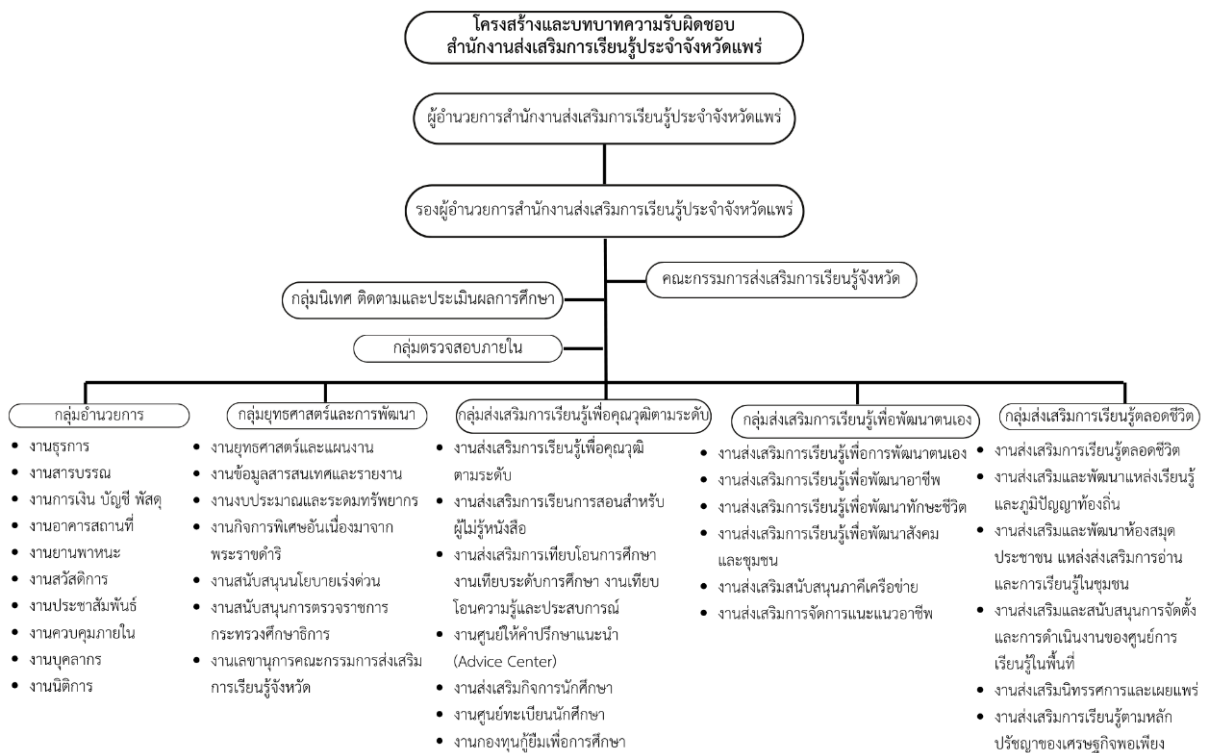 โครงสร้างและบทบาทความรับผิดชอบ
สำนักงานส่งเสริมการเรียนรู้ประจำจังหวัดแพร่
ผู้อำนวยการสำนักงานส่งเสริมการเรียนรู้ประจำจังหวัดแพร่
รองผู้อำนวยการสำนักงานส่งเสริมการเรียนรู้ประจำจังหวัดแพร่
คณะกรรมการส่งเสริมการเรียนรู้จังหวัด
กลุ่มนิเทศ ติดตามและประเมินผลการศึกษา
กลุ่มตรวจสอบภายใน
กลุ่มอำนวยการ
• งานธุรการ
• งานสารบรรณ
• งานการเงิน บัญชี พัสดุ
• งานอาคารสถานที่
• งานยานพาหนะ
• งานสวัสดิการ
• งานประชาสัมพันธ์
• งานควบคุมภายใน
• งานบุคลากร
• งานนิติการ
กลุ่มยุทธศาสตร์และการพัฒนา
• งานยุทธศาสตร์และแผนงาน
• งานข้อมูลสารสนเทศและรายงาน
• งานงบประมาณและระดมทรัพยากร
• งานกิจการพิเศษอันเนื่องมาจาก
พระราชดำริ
• งานสนับสนุนนโยบายเร่งด่วน
• งานสนับสนุนการตรวจราชการ
กระทรวงศึกษาธิการ
• งานเลขานุการคณะกรรมการส่งเสริม
การเรียนรู้จังหวัด
กลุ่มส่งเสริมการเรียนรู้เพื่อคุณวุฒิตามระดับ
• งานส่งเสริมการเรียนรู้เพื่อคุณวุฒิ
ตามระดับ
• งานส่งเสริมการเรียนการสอนสำหรับ
ผู้ไม่รู้หนังสือ
• งานส่งเสริมการเทียบโอนการศึกษา
งานเทียบระดับการศึกษา งานเทียบ
โอนความรู้และประสบการณ์
• งานศูนย์ให้คำปรึกษาแนะนำ
(Advice Center)
• งานส่งเสริมกิจการนักศึกษา
• งานศูนย์ทะเบียนนักศึกษา
• งานกองทุนกู้ยืมเพื่อการศึกษา
กลุ่มส่งเสริมการเรียนรู้เพื่อพัฒนาตนเอง
• งานส่งเสริมการเรียนรู้เพื่อการพัฒนาตนเอง
• งานส่งเสริมการเรียนรู้เพื่อพัฒนาอาชีพ
• งานส่งเสริมการเรียนรู้เพื่อพัฒนาทักษะชีวิต
• งานส่งเสริมการเรียนรู้เพื่อพัฒนาสังคม
และชุมชน
• งานส่งเสริมสนับสนุนภาคีเครือข่าย
• งานส่งเสริมการจัดการแนะแนวอาชีพ
กลุ่มส่งเสริมการเรียนรู้ตลอดชีวิต
• งานส่งเสริมการเรียนรู้ตลอดชีวิต
• งานส่งเสริมและพัฒนาแหล่งเรียนรู้
และภูมิปัญญาท้องถิ่น
• งานส่งเสริมและพัฒนาห้องสมุด
ประชาชน แหล่งส่งเสริมการอ่าน
และการเรียนรู้ในชุมชน
• งานส่งเสริมและสนับสนุนการจัดตั้ง
และการดำเนินงานของศูนย์การ
เรียนรู้ในพื้นที่
• งานส่งเสริมนิทรรศการและเผยแพร่
• งานส่งเสริมการเรียนรู้ตามหลัก
ปรัชญาของเศรษฐกิจพอเพียง